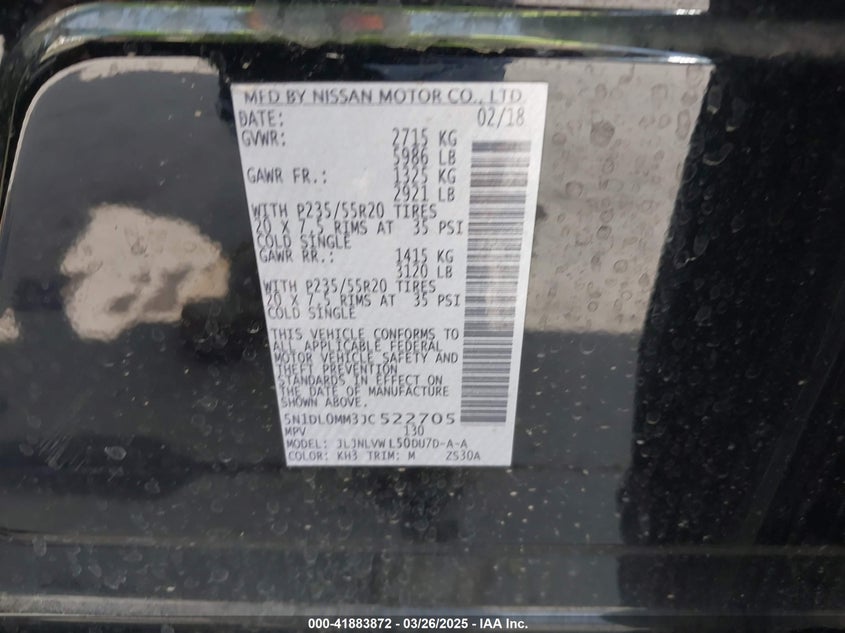 MFD BY NISSAN MOTOR CO., LTD.
DATE: 02/18
GVWR: 2715 KG
5986 LB
GAWR FR.: 1325 KG
2921 LB
WITH P235/55R20 TIRES
20 X 7.5 RIMS AT 35 PSI
COLD SINGLE
GAWR RR.: 1415 KG
3120 LB
WITH P235/55R20 TIRES
20 X 7.5 RIMS AT 35 PSI
COLD SINGLE
THIS VEHICLE CONFORMS TO
ALL APPLICABLE FEDERAL
MOTOR VEHICLE SAFETY AND
THEFT PREVENTION
STANDARDS IN EFFECT ON
THE DATE OF MANUFACTURE
SHOWN ABOVE.
5N1DL0MM3JC522705
MPV 130
MODEL: JLJNLVWL50DU7D-A-A
COLOR: KH3 TRIM: M ZS30A
000-41883872 — 03/26/2025 — IAA Inc.